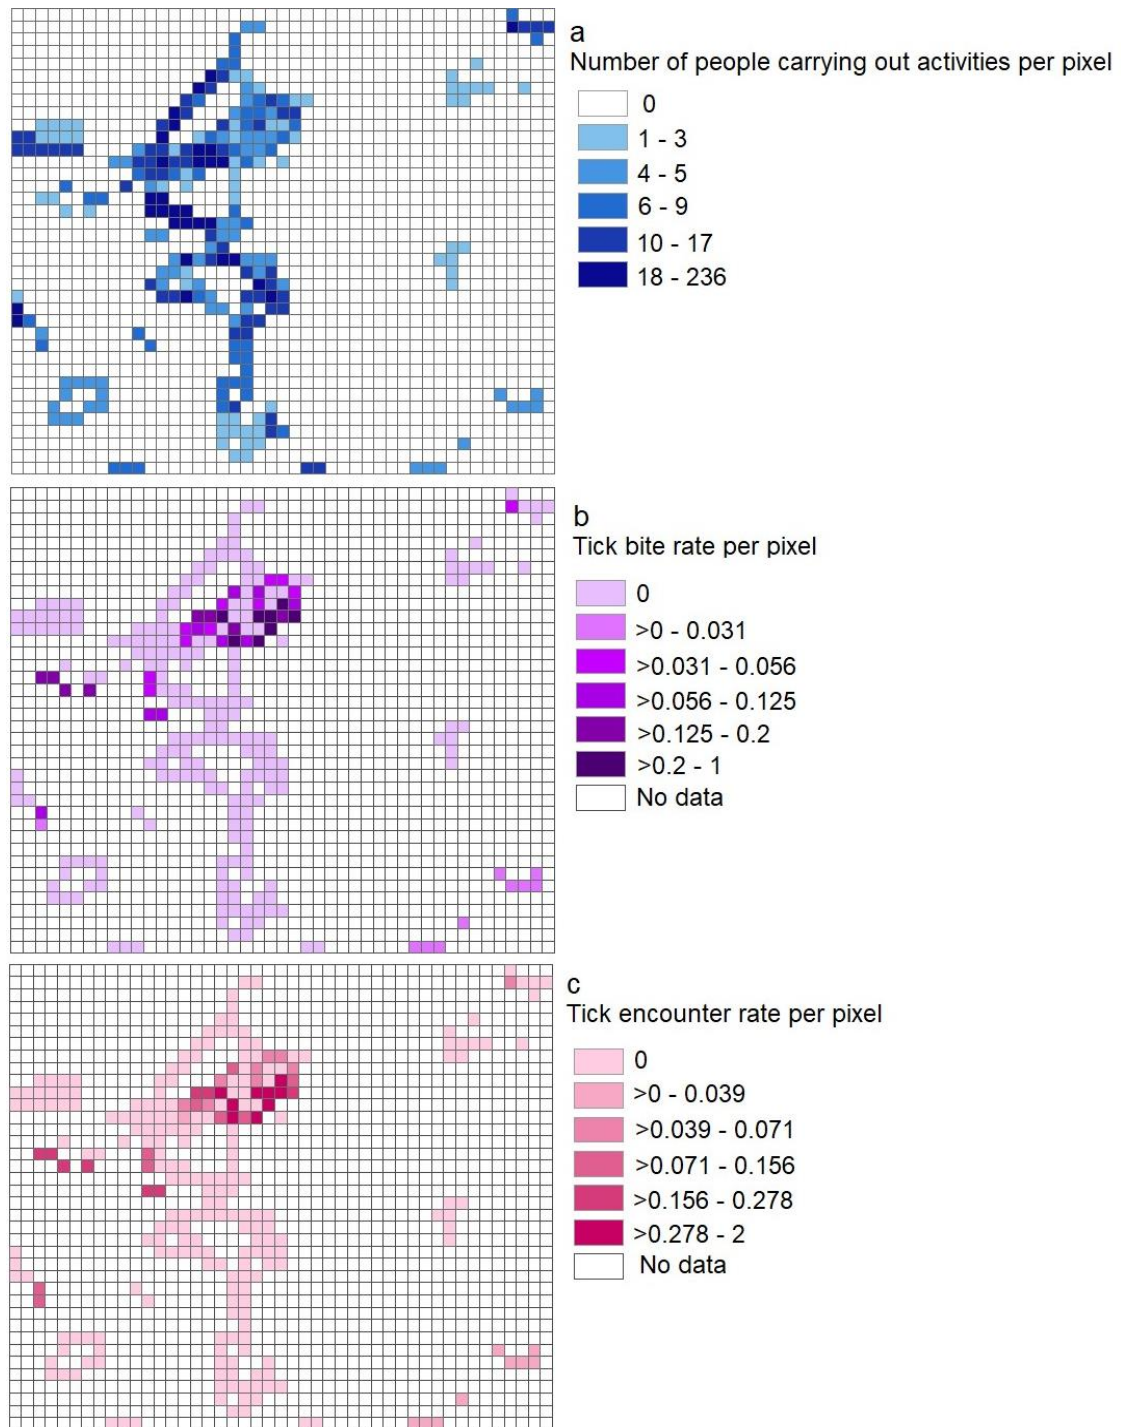 a
Number of people carrying out activities per pixel
0
1 - 3
4 - 5
6 - 9
10 - 17
18 - 236
b
Tick bite rate per pixel
0
>0 - 0.031
>0.031 - 0.056
>0.056 - 0.125
>0.125 - 0.2
>0.2 - 1
No data
c
Tick encounter rate per pixel
0
>0 - 0.039
>0.039 - 0.071
>0.071 - 0.156
>0.156 - 0.278
>0.278 - 2
No data